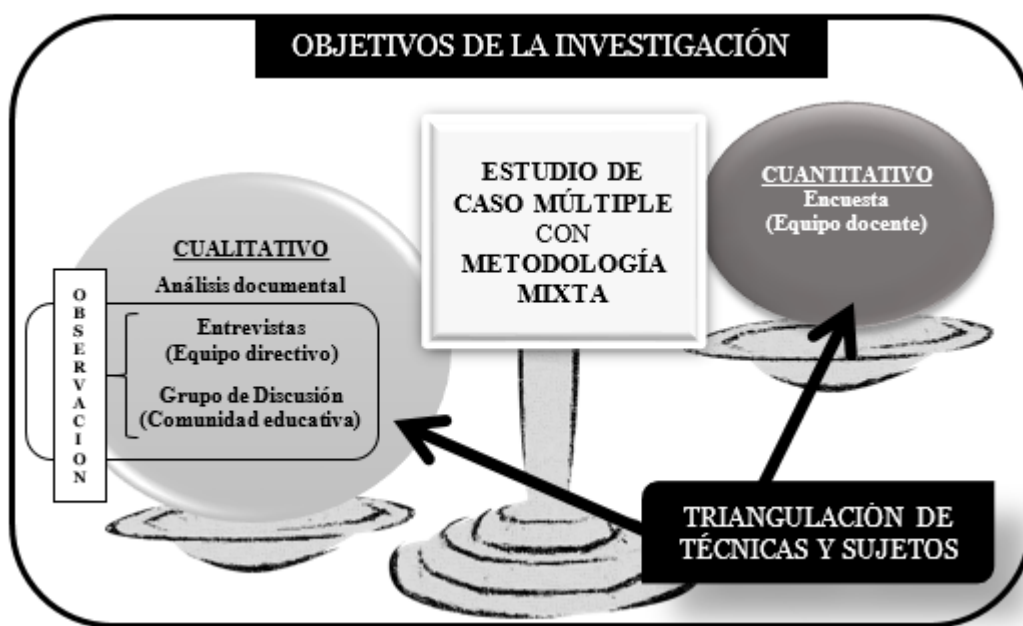 OBJETIVOS DE LA INVESTIGACIÓN
ESTUDIO DE
CASO MÚLTIPLE
CON
METODOLOGÍA
MIXTA
CUANTITATIVO
Encuesta
(Equipo docente)
CUALITATIVO
Análisis documental
Entrevistas
(Equipo directivo)
Grupo de Discusión
(Comunidad educativa)
OBSERVACION
TRIANGULACIÓN DE
TÉCNICAS Y SUJETOS